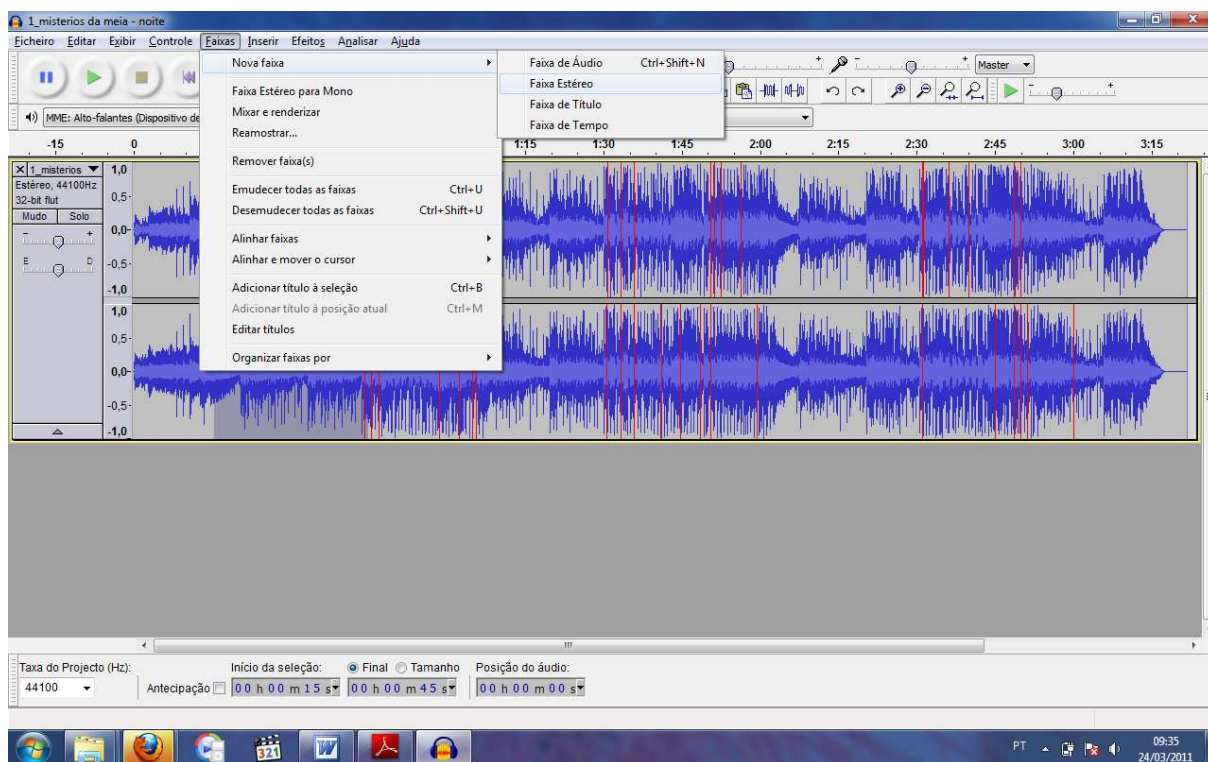 1_misterios da meia - noite
Ficheiro Editar Exibir Controle Faixas Inserir Efeitos Analisar Ajuda
Nova faixa
Faixa Estéreo para Mono
Mixar e renderizar
Reamostrar...
Remover faixa(s)
Emudecer todas as faixas Ctrl+U
Desemudecer todas as faixas Ctrl+Shift+U
Alinhar faixas
Alinhar e mover o cursor
Adicionar título à seleção Ctrl+B
Adicionar título à posição atual Ctrl+M
Editar títulos
Organizar faixas por
Faixa de Áudio Ctrl+Shift+N
Faixa Estéreo
Faixa de Título
Faixa de Tempo
Master
MME: Alto-falantes (Dispositivo de
-15 0 1:15 1:30 1:45 2:00 2:15 2:30 2:45 3:00 3:15
1_misterios
Estéreo, 44100Hz
32-bit flut
Mudo Solo
- +
E D
1,0
0,5
0,0
-0,5
-1,0
1,0
0,5
0,0
-0,5
-1,0
Taxa do Projecto (Hz): Início da seleção: Final Tamanho Posição do áudio:
44100 Antecipação 00 h 00 m 15 s 00 h 00 m 45 s 00 h 00 m 00 s
321
W
PT
09:35
24/03/2011